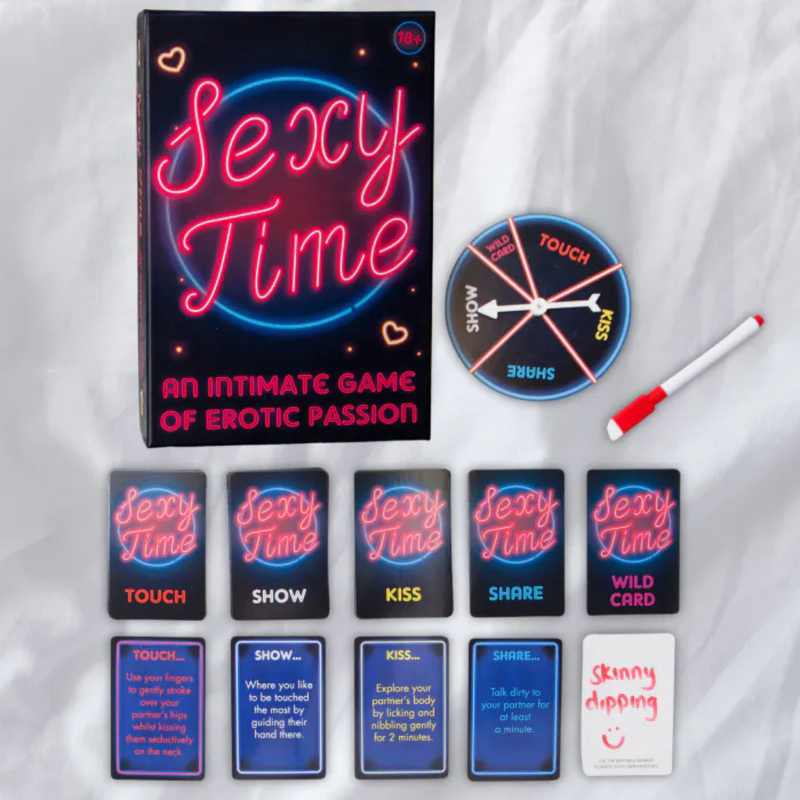 18+
Sexy
Time
AN INTIMATE GAME
OF EROTIC PASSION
WILD
CARD
TOUCH
SHOW
KISS
SHARE
Sexy
Time
TOUCH
Sexy
Time
SHOW
Sexy
Time
KISS
Sexy
Time
SHARE
Sexy
Time
WILD
CARD
TOUCH...
Use your fingers
to gently stroke
over your
partner's hips
whilst kissing
them seductively
on the neck.
SHOW...
Where you like
to be touched
the most by
guiding their
hand there.
KISS...
Explore your
partner's body
by licking and
nibbling gently
for 2 minutes.
SHARE...
Talk dirty to
your partner for
at least
a minute.
skinny
dipping